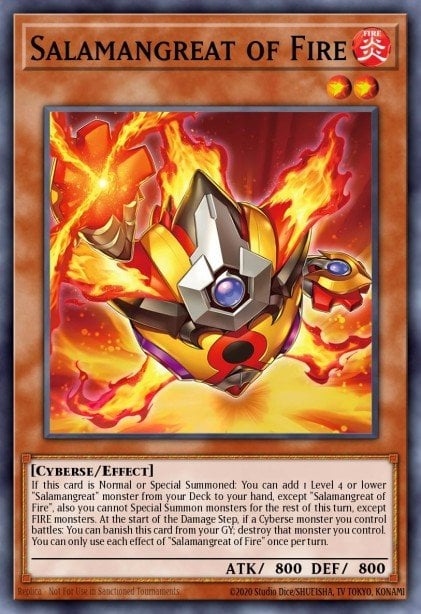 Salamangreat of Fire
FIRE
炎
[Cyberse/Effect]
If this card is Normal or Special Summoned: You can add 1 Level 4 or lower
"Salamangreat" monster from your Deck to your hand, except "Salamangreat of
Fire", also you cannot Special Summon monsters for the rest of this turn, except
FIRE monsters. At the start of the Damage Step, if a Cyberse monster you control
battles: You can banish this card from your GY; destroy that monster you control.
You can only use each effect of "Salamangreat of Fire" once per turn.
ATK/ 800 DEF/ 800
Replica - Not For Use in Sanctioned Tournaments
©2020 Studio Dice/SHUEISHA, TV TOKYO, KONAMI